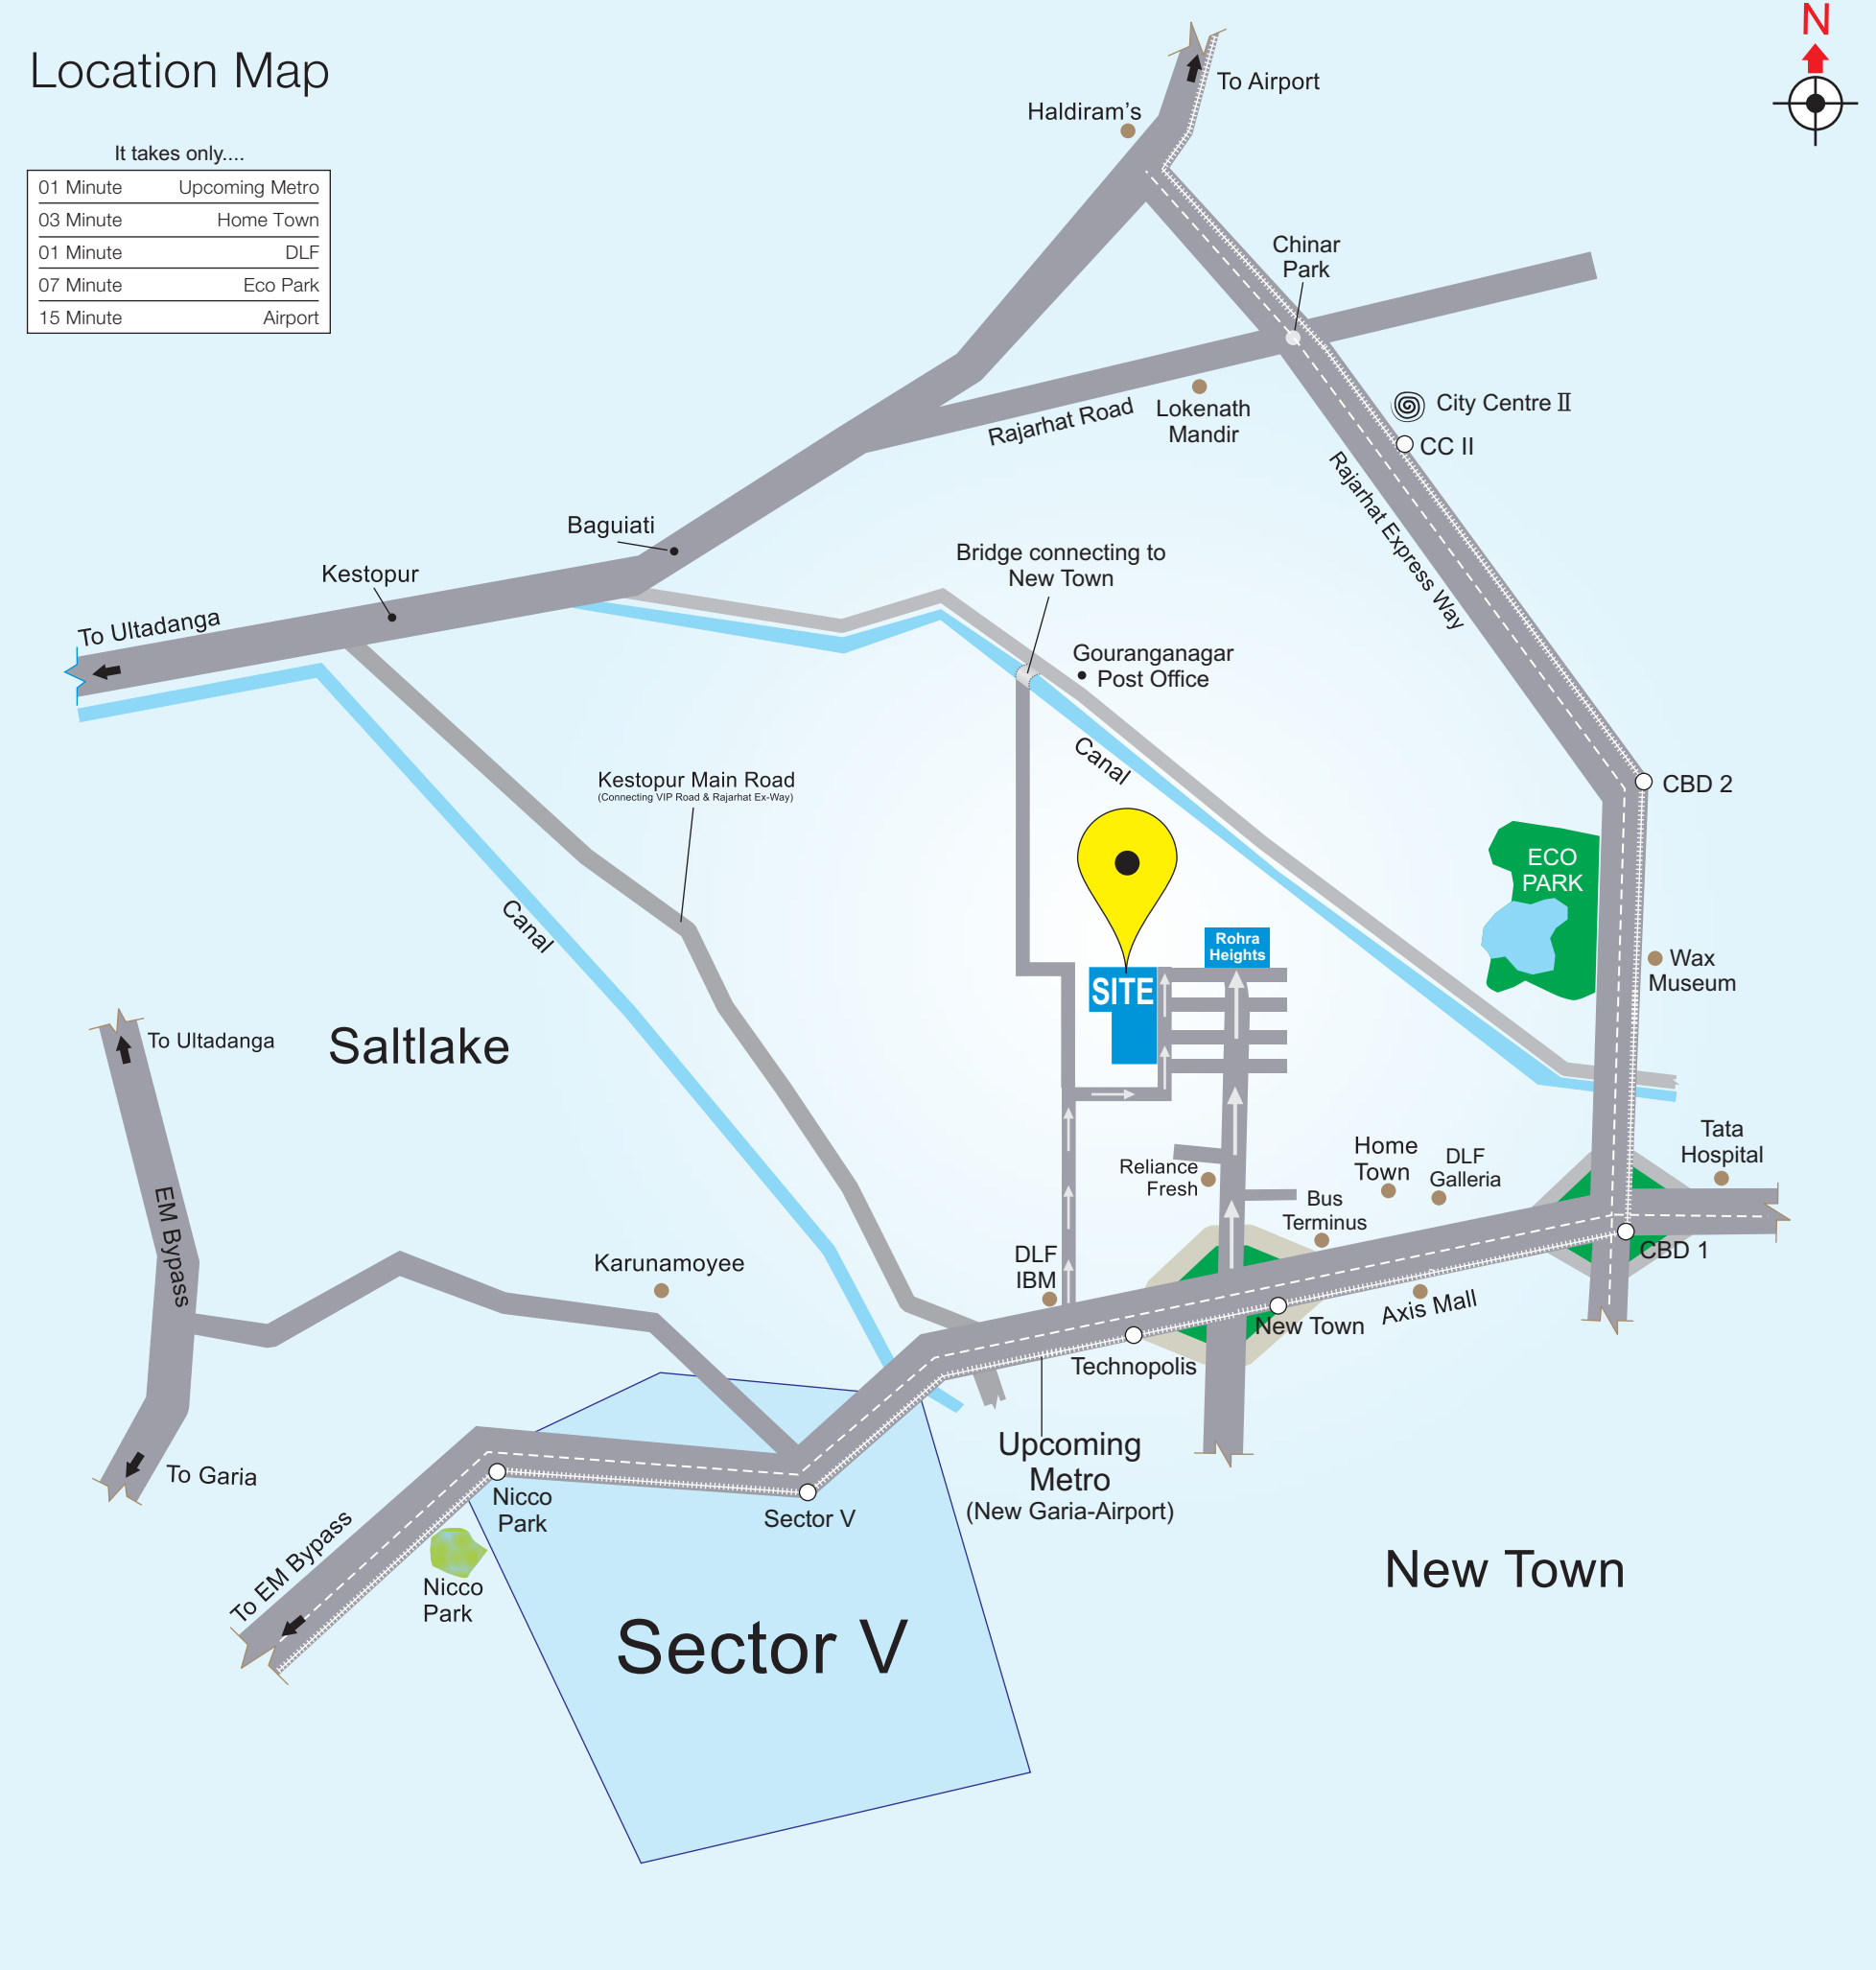 Location Map
N
To Airport
Haldiram's
It takes only....
01 Minute Upcoming Metro
03 Minute Home Town
01 Minute DLF
07 Minute Eco Park
15 Minute Airport
Chinar
Park
Rajarhat Road
Lokenath
Mandir
City Centre II
CC II
Rajarhat Express Way
Baguiati
Kestopur
To Ultadanga
Bridge connecting to
New Town
Gouranganagar
Post Office
Canal
Kestopur Main Road
(Connecting VIP Road & Rajarhat Ex-Way)
CBD 2
ECO
PARK
Canal
Rohra
Heights
Wax
Museum
SITE
To Ultadanga
Saltlake
EM Bypass
Reliance
Fresh
Home
Town
DLF
Galleria
Tata
Hospital
Bus
Terminus
Karunamoyee
DLF
IBM
CBD 1
Axis Mall
New Town
Technopolis
Upcoming
Metro
(New Garia-Airport)
To Garia
Nicco
Park
Sector V
To EM Bypass
Nicco
Park
New Town
Sector V